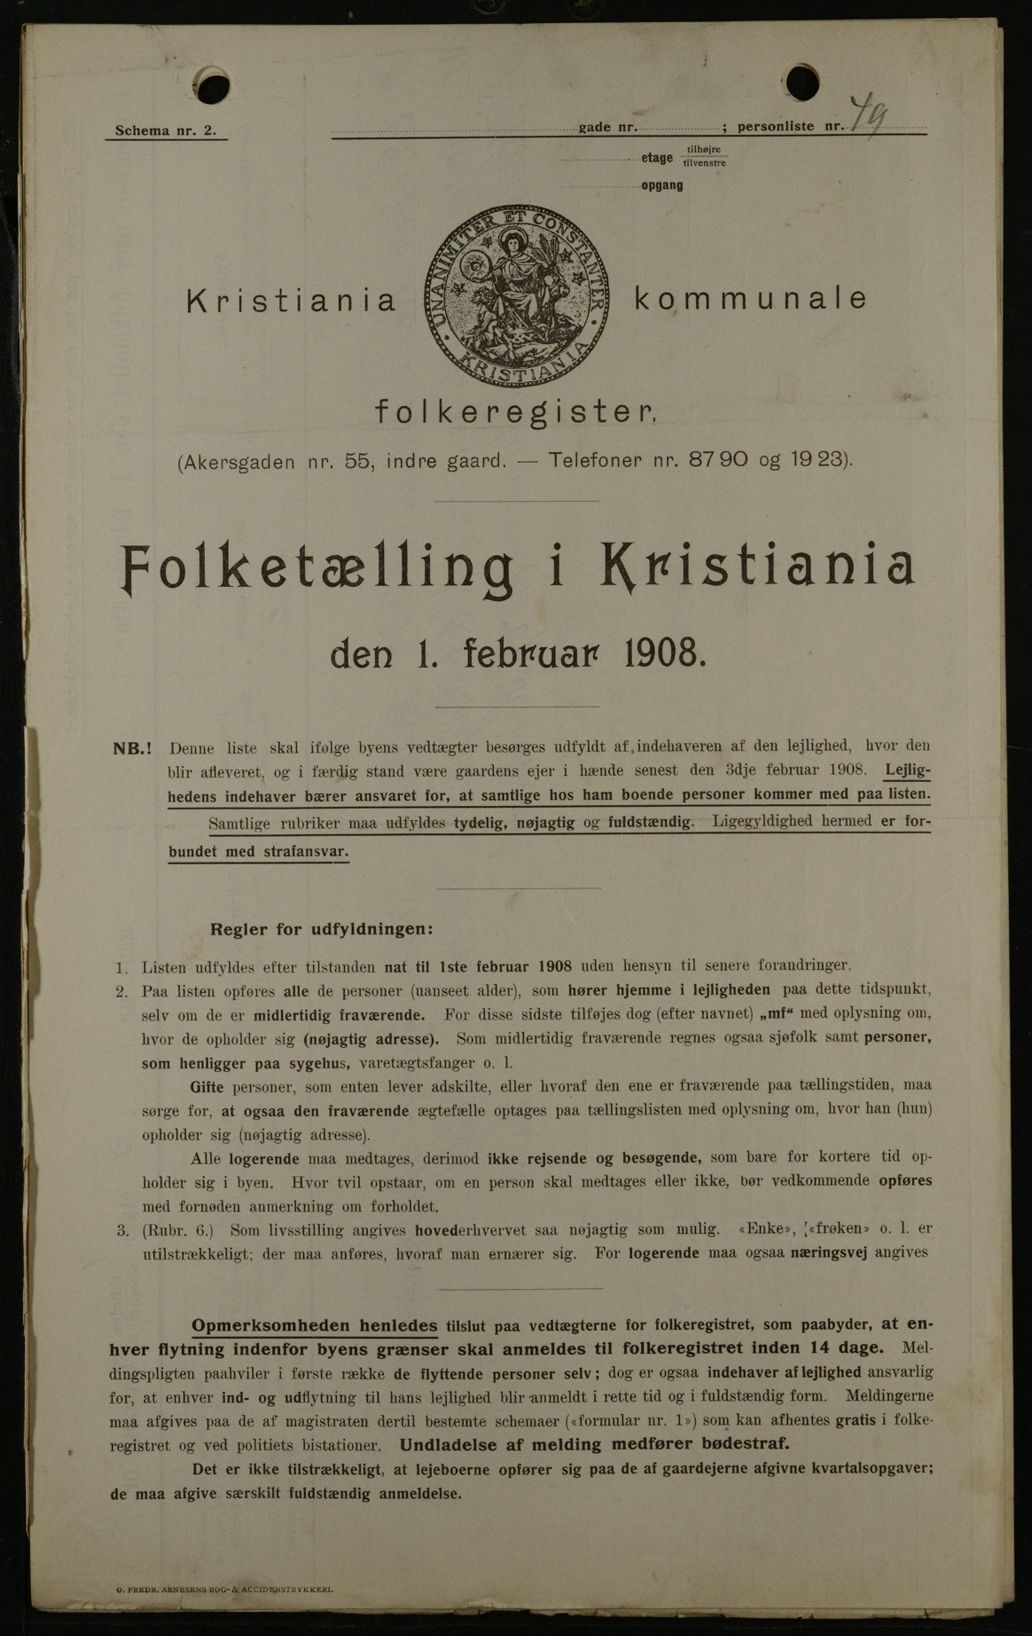 Schema nr. 2.
gade nr. ; personliste nr. 49
etage tilhøjre
tilvenstre
opgang
UNANIMITER ET CONSTANTER
KRISTIANIA
Kristiania kommunale
folkeregister.
(Akersgaden nr. 55, indre gaard. — Telefoner nr. 87 90 og 19 23).
Folketælling i Kristiania
den 1. februar 1908.
NB.! Denne liste skal ifølge byens vedtægter besørges udfyldt af indehaveren af den lejlighed, hvor den
blir afleveret, og i færdig stand være gaardens ejer i hænde senest den 3dje februar 1908. Lejlig-
hedens indehaver bærer ansvaret for, at samtlige hos ham boende personer kommer med paa listen.
Samtlige rubriker maa udfyldes tydelig, nøjagtig og fuldstændig. Ligegyldighed hermed er for-
bundet med strafansvar.
Regler for udfyldningen:
1. Listen udfyldes efter tilstanden nat til 1ste februar 1908 uden hensyn til senere forandringer.
2. Paa listen opføres alle de personer (uanseet alder), som hører hjemme i lejligheden paa dette tidspunkt,
selv om de er midlertidig fraværende. For disse sidste tilføjes dog (efter navnet) „mf“ med oplysning om,
hvor de opholder sig (nøjagtig adresse). Som midlertidig fraværende regnes ogsaa sjøfolk samt personer,
som henligger paa sygehus, varetægtsfanger o. l.
Gifte personer, som enten lever adskilte, eller hvoraf den ene er fraværende paa tællingstiden, maa
sørge for, at ogsaa den fraværende ægtefælle optages paa tællingslisten med oplysning om, hvor han (hun)
opholder sig (nøjagtig adresse).
Alle logerende maa medtages, derimod ikke rejsende og besøgende, som bare for kortere tid op-
holder sig i byen. Hvor tvil opstaar, om en person skal medtages eller ikke, bør vedkommende opføres
med fornøden anmerkning om forholdet.
3. (Rubr. 6.) Som livsstilling angives hovederhvervet saa nøjagtig som mulig. «Enke», «frøken» o. l. er
utilstrækkeligt; der maa anføres, hvoraf man ernærer sig. For logerende maa ogsaa næringsvej angives
Opmerksomheden henledes tilslut paa vedtægterne for folkeregistret, som paabyder, at en-
hver flytning indenfor byens grænser skal anmeldes til folkeregistret inden 14 dage. Mel-
dingspligten paahviler i første række de flyttende personer selv; dog er ogsaa indehaver af lejlighed ansvarlig
for, at enhver ind- og udflytning til hans lejlighed blir anmeldt i rette tid og i fuldstændig form. Meldingerne
maa afgives paa de af magistraten dertil bestemte schemaer («formular nr. 1») som kan afhentes gratis i folke-
registret og ved politiets bistationer. Undladelse af melding medfører bødestraf.
Det er ikke tilstrækkeligt, at lejeboerne opfører sig paa de af gaardejerne afgivne kvartalsopgaver;
de maa afgive særskilt fuldstændig anmeldelse.
O. FREDR. ARNESENS BOG- & ACCIDENSTRYKKERI.